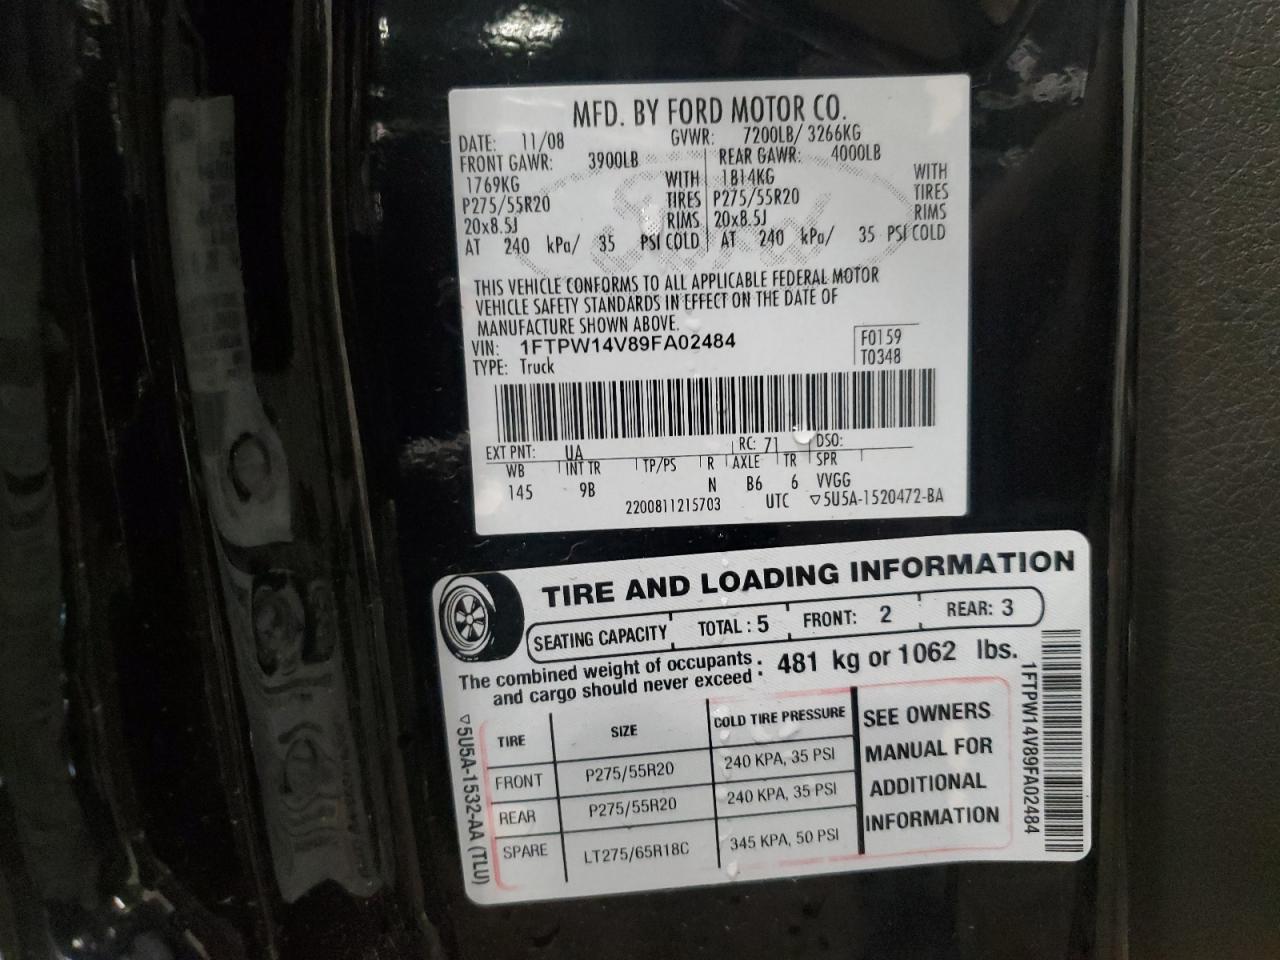 MFD. BY FORD MOTOR CO.
DATE: 11/08 GVWR: 7200LB/ 3266KG
FRONT GAWR: 3900LB REAR GAWR: 4000LB
1769KG WITH 1814KG WITH
P275/55R20 TIRES P275/55R20 TIRES
20x8.5J RIMS 20x8.5J RIMS
AT 240 kPa/ 35 PSI COLD AT 240 kPa/ 35 PSI COLD
Ford
THIS VEHICLE CONFORMS TO ALL APPLICABLE FEDERAL MOTOR
VEHICLE SAFETY STANDARDS IN EFFECT ON THE DATE OF
MANUFACTURE SHOWN ABOVE.
VIN: 1FTPW14V89FA02484 F0159
TYPE: Truck T0348
EXT PNT: UA RC: 71 DSO:
WB INT TR TP/PS R AXLE TR SPR
145 9B N B6 6 VVGG
2200811215703 UTC ▽5U5A-1520472-BA
TIRE AND LOADING INFORMATION
SEATING CAPACITY TOTAL : 5 FRONT: 2 REAR: 3
The combined weight of occupants
and cargo should never exceed : 481 kg or 1062 lbs.
TIRE SIZE COLD TIRE PRESSURE
FRONT P275/55R20 240 KPA, 35 PSI
REAR P275/55R20 240 KPA, 35 PSI
SPARE LT275/65R18C 345 KPA, 50 PSI
SEE OWNERS
MANUAL FOR
ADDITIONAL
INFORMATION
▽5U5A-1532-AA (TLU)
1FTPW14V89FA02484